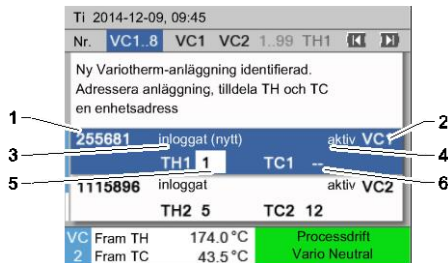 Ti 2014-12-09, 09:45
Nr. VC1..8 VC1 VC2 1..99 TH1
Ny Variotherm-anläggning identifierad.
Adressera anläggning, tilldela TH och TC
en enhetsadress
1
2
255681 inloggat (nytt) aktiv VC1
3
4
TH1 1 TC1 --
5
6
1115896 inloggat aktiv VC2
TH2 5 TC2 12
VC Fram TH 174.0 °C Processdrift
2 Fram TC 43.5 °C Vario Neutral